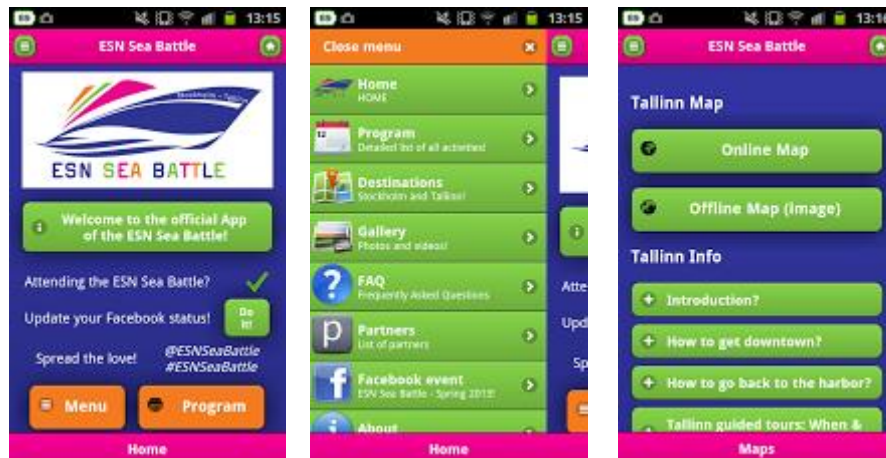 13:15
ESN Sea Battle
Stockholm - Tallinn
ESN SEA BATTLE
Welcome to the official App
of the ESN Sea Battle!
Attending the ESN Sea Battle?
Update your Facebook status!
Do
it!
Spread the love!
@ESNSeaBattle
#ESNSeaBattle
Menu
Program
Home
13:15
Close menu
Home
HOME
12
Program
Detailed list of all activities!
Destinations
Stockholm and Tallinn!
Gallery
Photos and videos!
FAQ
Frequently Asked Questions
Partners
List of partners
Facebook event
ESN Sea Battle - Spring 2013!
About
Atte
Upd
Sp
Home
ESN Sea Battle
Tallinn Map
Online Map
Offline Map (image)
Tallinn Info
Introduction?
How to get downtown?
How to go back to the harbor?
Tallinn guided tours: When &
Maps